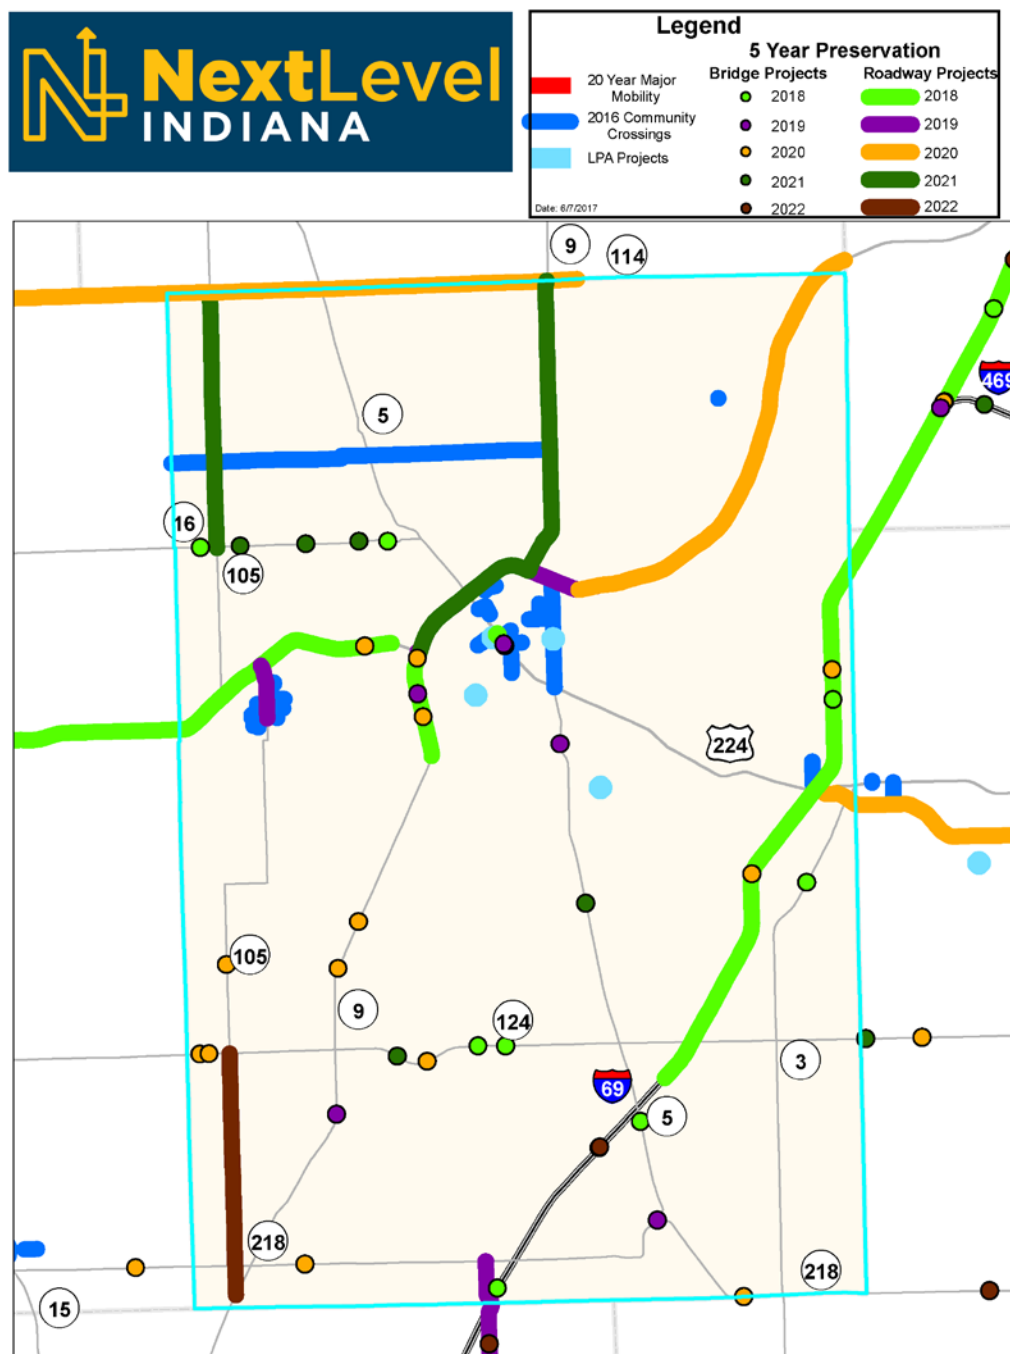 NextLevel
INDIANA
Legend
5 Year Preservation
20 Year Major
Mobility
2016 Community
Crossings
LPA Projects
Bridge Projects
2018
2019
2020
2021
2022
Roadway Projects
2018
2019
2020
2021
2022
Date: 6/7/2017
9
114
469
5
16
105
224
105
9
124
3
69
5
218
218
15